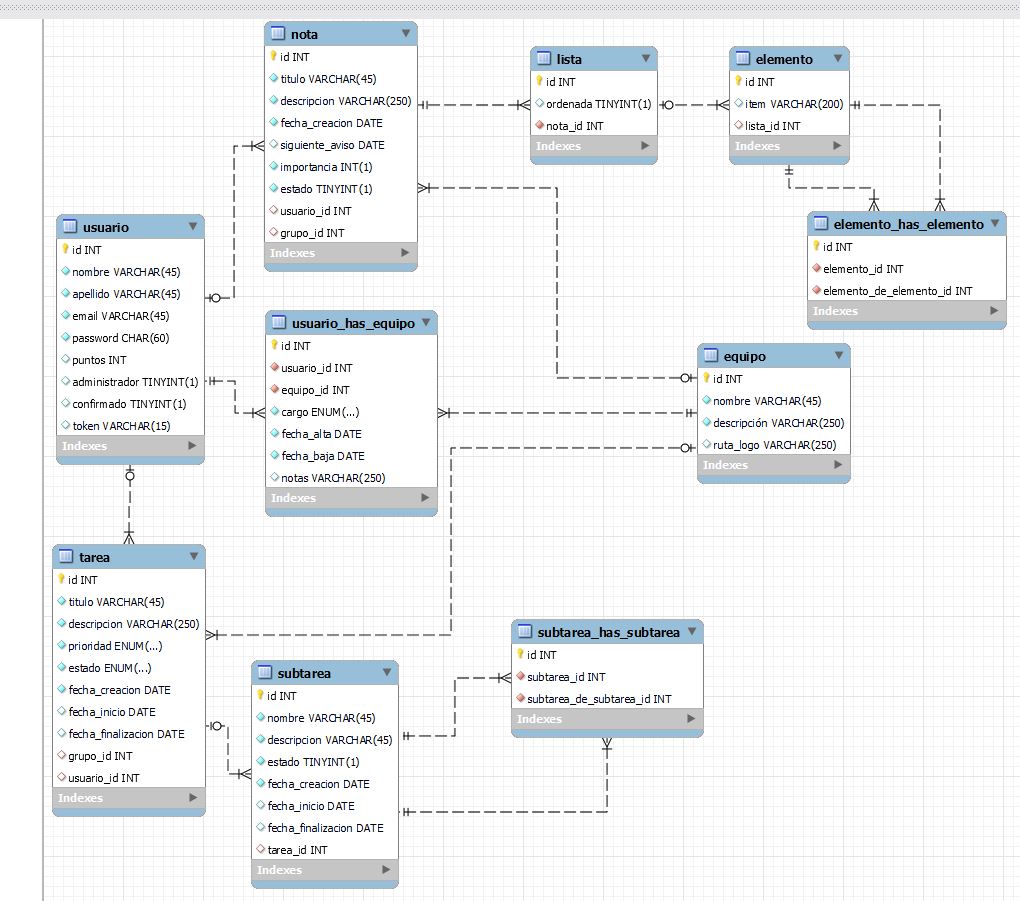 nota
id INT
titulo VARCHAR(45)
descripcion VARCHAR(250)
fecha_creacion DATE
siguiente_aviso DATE
importancia INT(1)
estado TINYINT(1)
usuario_id INT
grupo_id INT
Indexes
lista
id INT
ordenada TINYINT(1)
nota_id INT
Indexes
elemento
id INT
item VARCHAR(200)
lista_id INT
Indexes
elemento_has_elemento
id INT
elemento_id INT
elemento_de_elemento_id INT
Indexes
usuario
id INT
nombre VARCHAR(45)
apellido VARCHAR(45)
email VARCHAR(45)
password CHAR(60)
puntos INT
administrador TINYINT(1)
confirmado TINYINT(1)
token VARCHAR(15)
Indexes
usuario_has_equipo
id INT
usuario_id INT
equipo_id INT
cargo ENUM(...)
fecha_alta DATE
fecha_baja DATE
notas VARCHAR(250)
Indexes
equipo
id INT
nombre VARCHAR(45)
descripción VARCHAR(250)
ruta_logo VARCHAR(250)
Indexes
tarea
id INT
titulo VARCHAR(45)
descripcion VARCHAR(250)
prioridad ENUM(...)
estado ENUM(...)
fecha_creacion DATE
fecha_inicio DATE
fecha_finalizacion DATE
grupo_id INT
usuario_id INT
Indexes
subtarea
id INT
nombre VARCHAR(45)
descripcion VARCHAR(45)
estado TINYINT(1)
fecha_creacion DATE
fecha_inicio DATE
fecha_finalizacion DATE
tarea_id INT
Indexes
subtarea_has_subtarea
id INT
subtarea_id INT
subtarea_de_subtarea_id INT
Indexes